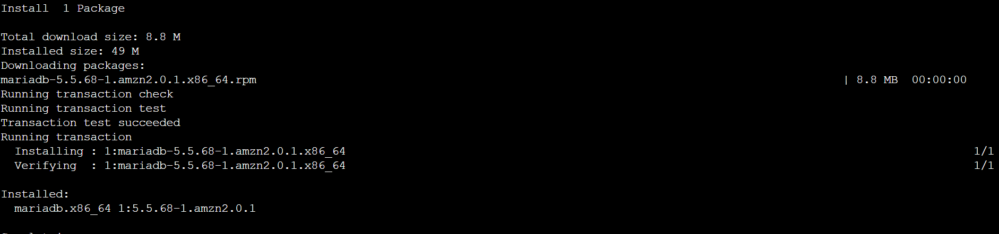 Install  1 Package
Total download size: 8.8 M
Installed size: 49 M
Downloading packages:
mariadb-5.5.68-1.amzn2.0.1.x86_64.rpm | 8.8 MB  00:00:00
Running transaction check
Running transaction test
Transaction test succeeded
Running transaction
  Installing : 1:mariadb-5.5.68-1.amzn2.0.1.x86_64 1/1
  Verifying  : 1:mariadb-5.5.68-1.amzn2.0.1.x86_64 1/1
Installed:
  mariadb.x86_64 1:5.5.68-1.amzn2.0.1